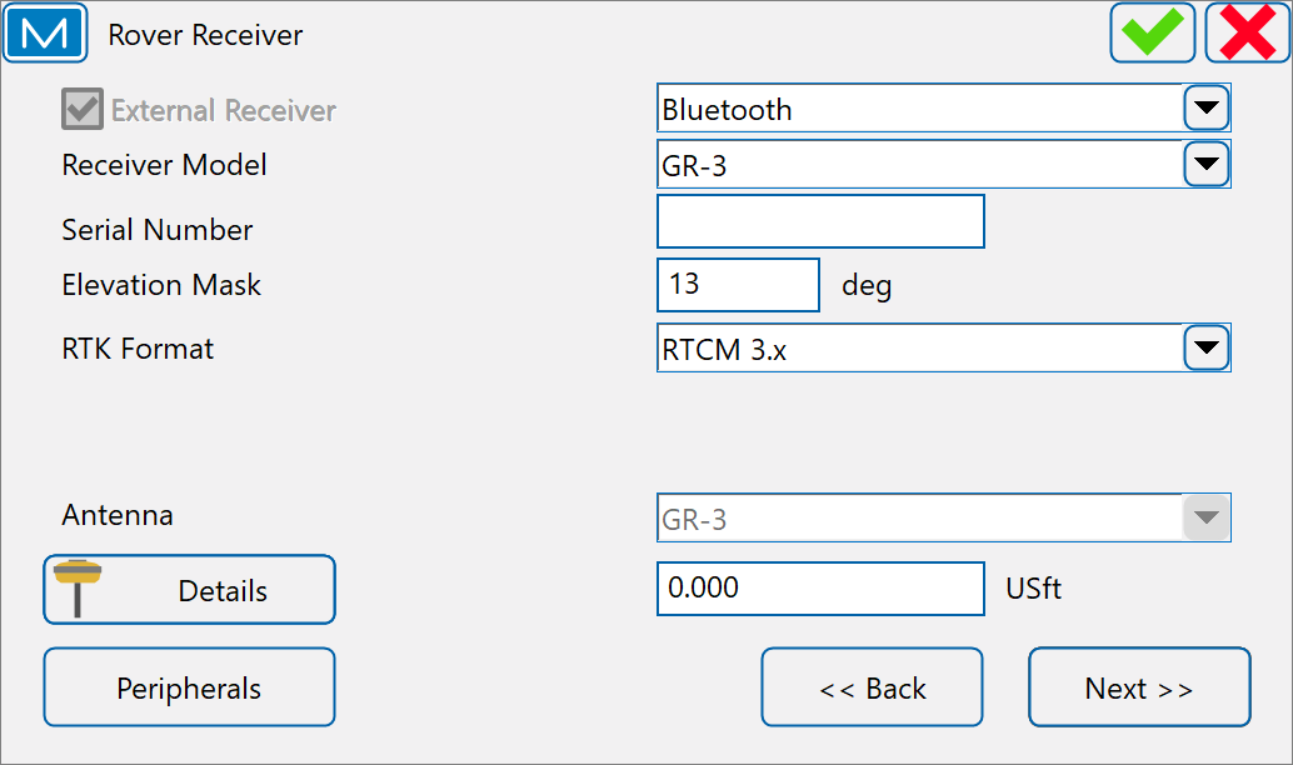 M Rover Receiver
External Receiver Bluetooth
Receiver Model GR-3
Serial Number
Elevation Mask 13 deg
RTK Format RTCM 3.x
Antenna GR-3
Details 0.000 USft
Peripherals << Back Next >>